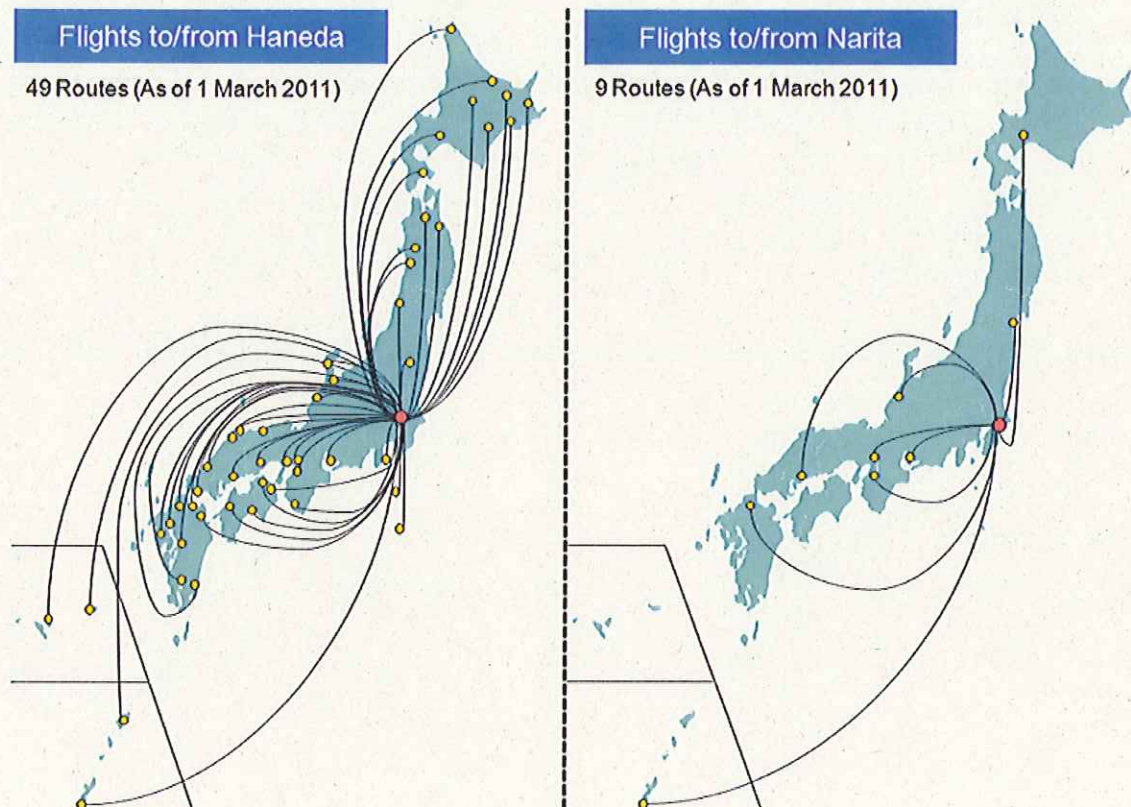 Flights to/from Haneda
49 Routes (As of 1 March 2011)
Flights to/from Narita
9 Routes (As of 1 March 2011)